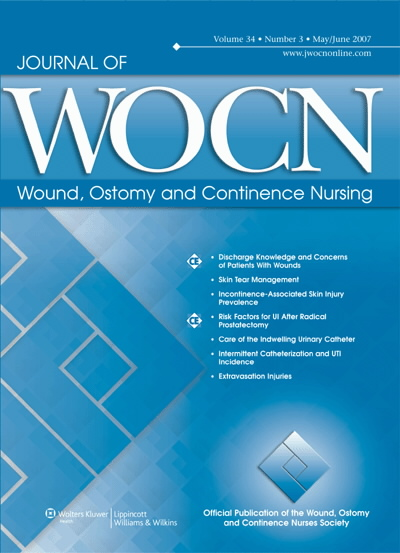 Volume 34 • Number 3 • May/June 2007
www.jwocnonline.com
JOURNAL OF
WOCN
Wound, Ostomy and Continence Nursing
CE
• Discharge Knowledge and Concerns
of Patients With Wounds
• Skin Tear Management
• Incontinence-Associated Skin Injury
Prevalence
CE
• Risk Factors for UI After Radical
Prostatectomy
• Care of the Indwelling Urinary Catheter
• Intermittent Catheterization and UTI
Incidence
• Extravasation Injuries
Wolters Kluwer
Health
Lippincott
Williams & Wilkins
Official Publication of the Wound, Ostomy
and Continence Nurses Society